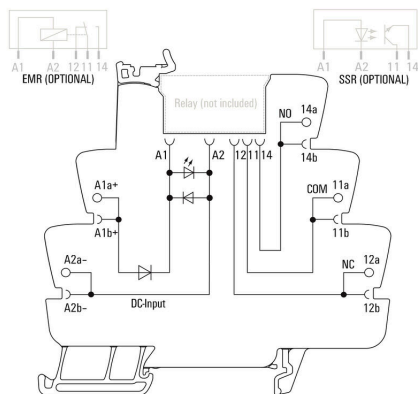 A1 A2 12 11 14
EMR (OPTIONAL)
A1 A2 11 14
SSR (OPTIONAL)
Relay (not included)
A1 A2 12 11 14
NO 14a
14b
A1a+
A1b+
COM 11a
11b
A2a–
A2b–
DC-Input
NC 12a
12b